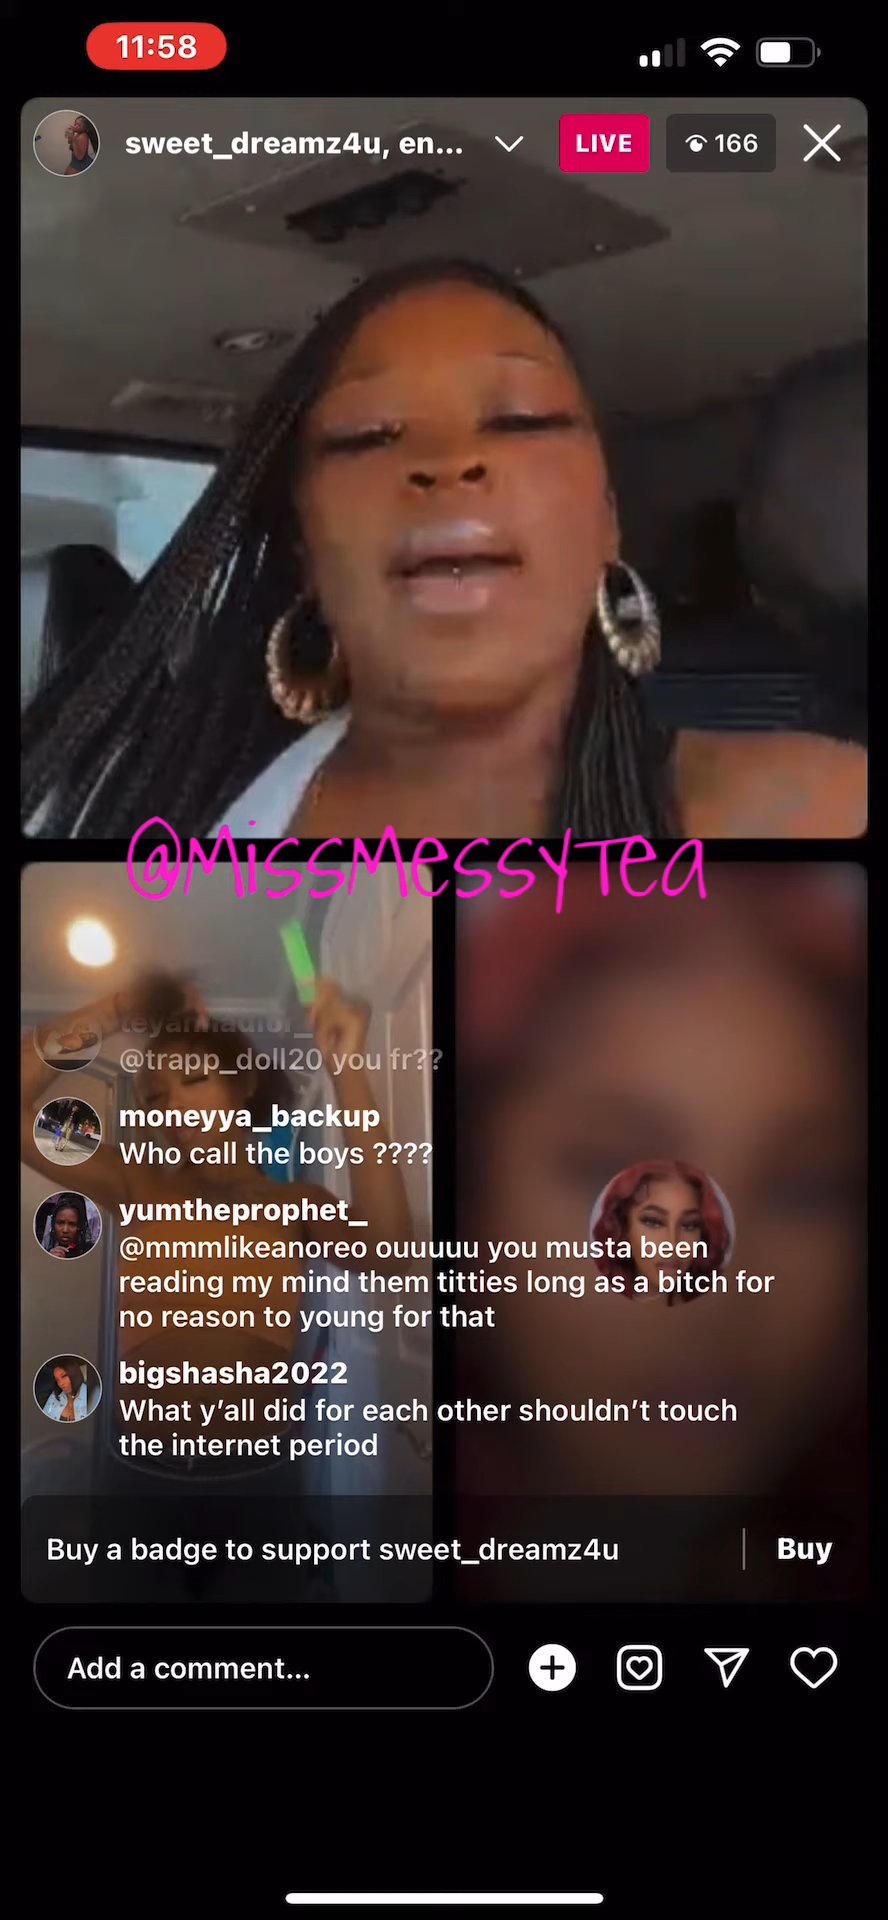 11:58
sweet_dreamz4u, en...
LIVE
166
@MissMessyTea
teyannadior_
@trapp_doll20 you fr??
moneyya_backup
Who call the boys ????
yumtheprophet_
@mmmlikeanoreo ouuuuu you musta been
reading my mind them titties long as a bitch for
no reason to young for that
bigshasha2022
What y'all did for each other shouldn't touch
the internet period
Buy a badge to support sweet_dreamz4u
Buy
Add a comment...